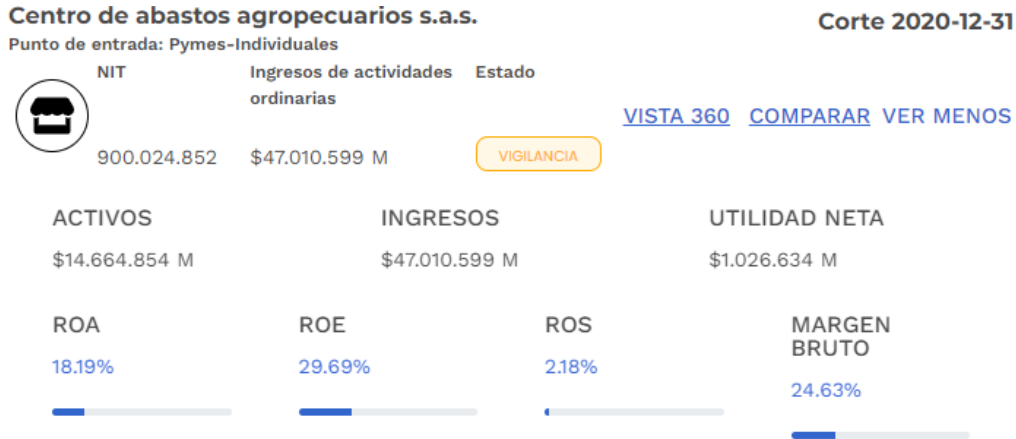 Centro de abastos agropecuarios s.a.s.
Corte 2020-12-31
Punto de entrada: Pymes-Individuales
NIT
Ingresos de actividades
ordinarias
Estado
VISTA 360 COMPARAR VER MENOS
900.024.852
$47.010.599 M
VIGILANCIA
ACTIVOS
INGRESOS
UTILIDAD NETA
$14.664.854 M
$47.010.599 M
$1.026.634 M
ROA
ROE
ROS
MARGEN
BRUTO
18.19%
29.69%
2.18%
24.63%